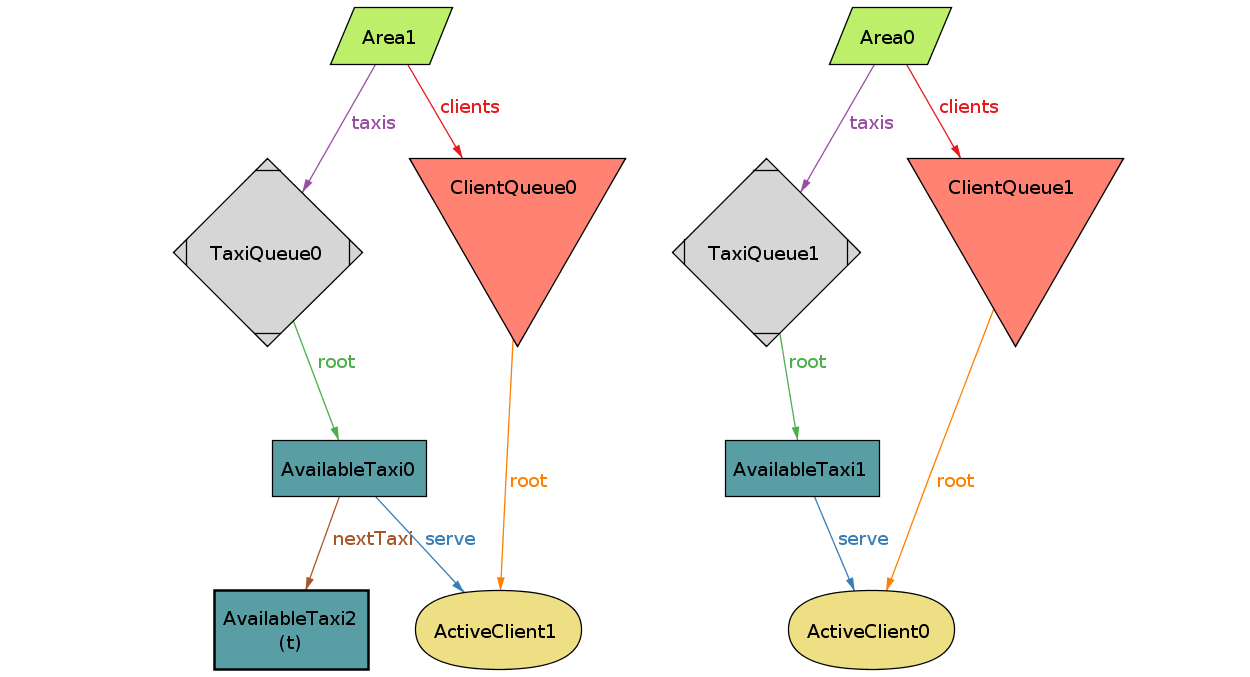 Area1
Area0
clients
clients
taxis
taxis
ClientQueue0
ClientQueue1
TaxiQueue0
TaxiQueue1
root
root
AvailableTaxi0
AvailableTaxi1
root
root
nextTaxi
serve
serve
AvailableTaxi2
(t)
ActiveClient1
ActiveClient0